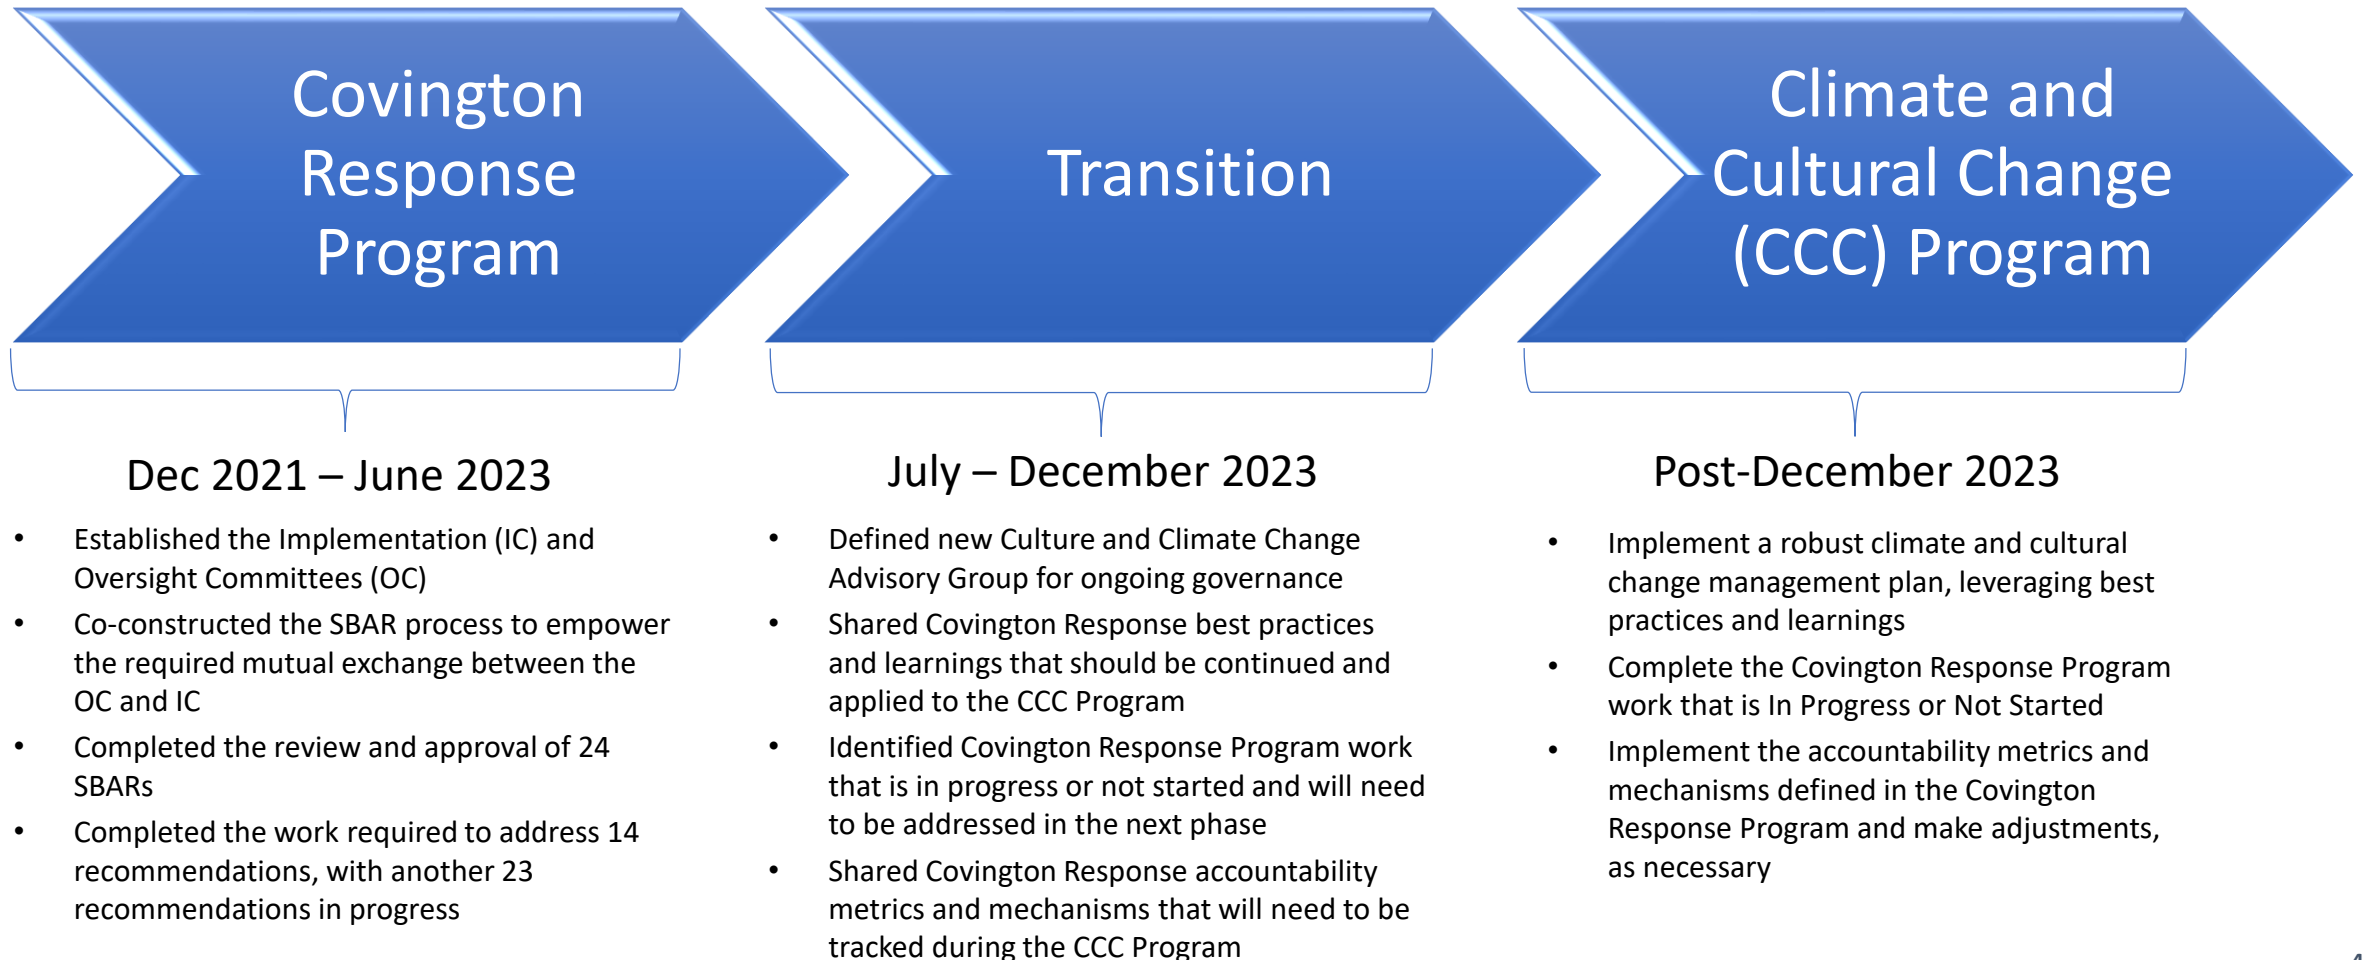 Covington
Response
Program
Transition
Climate and
Cultural Change
(CCC) Program
Dec 2021 – June 2023
• Established the Implementation (IC) and
Oversight Committees (OC)
• Co-constructed the SBAR process to empower
the required mutual exchange between the
OC and IC
• Completed the review and approval of 24
SBARs
• Completed the work required to address 14
recommendations, with another 23
recommendations in progress
July – December 2023
• Defined new Culture and Climate Change
Advisory Group for ongoing governance
• Shared Covington Response best practices
and learnings that should be continued and
applied to the CCC Program
• Identified Covington Response Program work
that is in progress or not started and will need
to be addressed in the next phase
• Shared Covington Response accountability
metrics and mechanisms that will need to be
tracked during the CCC Program
Post-December 2023
• Implement a robust climate and cultural
change management plan, leveraging best
practices and learnings
• Complete the Covington Response Program
work that is In Progress or Not Started
• Implement the accountability metrics and
mechanisms defined in the Covington
Response Program and make adjustments,
as necessary